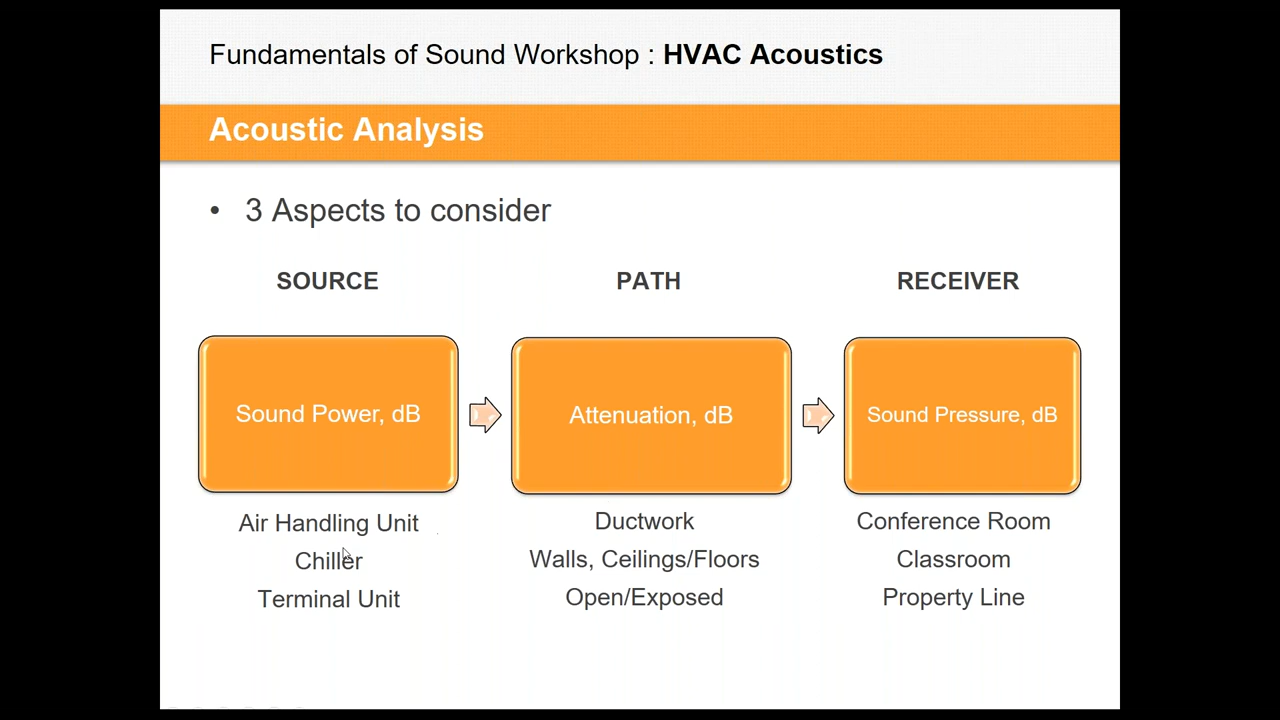 Fundamentals of Sound Workshop : HVAC Acoustics
Acoustic Analysis
• 3 Aspects to consider
SOURCE
PATH
RECEIVER
Sound Power, dB
Attenuation, dB
Sound Pressure, dB
Air Handling Unit
Chiller
Terminal Unit
Ductwork
Walls, Ceilings/Floors
Open/Exposed
Conference Room
Classroom
Property Line